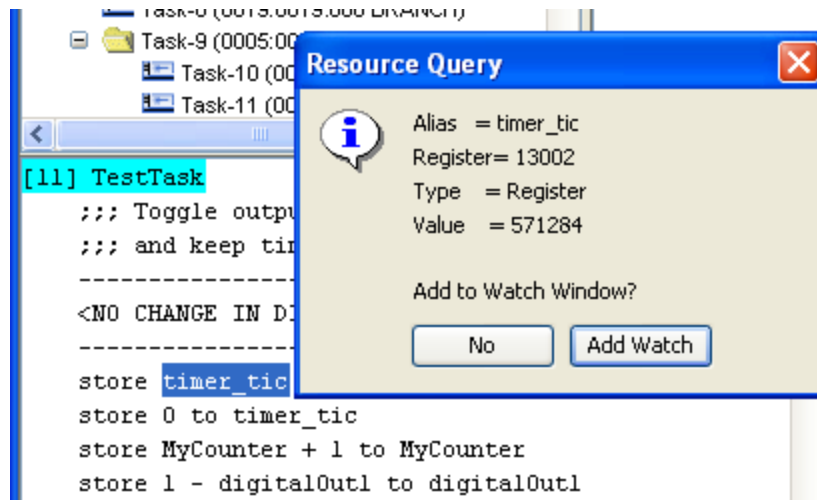 Task-9 (0005:00
Task-10 (00
Task-11 (00
Resource Query
Alias = timer_tic
Register= 13002
Type = Register
Value = 571284
Add to Watch Window?
No Add Watch
[11] TestTask
;;; Toggle outpu
;;; and keep tim
--------------------
<NO CHANGE IN DI
--------------------
store timer_tic
store 0 to timer_tic
store MyCounter + 1 to MyCounter
store 1 - digitalOut1 to digitalOut1